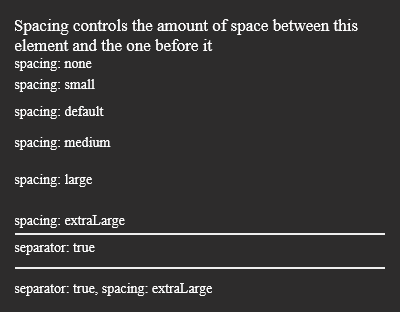 Spacing controls the amount of space between this
element and the one before it
spacing: none
spacing: small
spacing: default
spacing: medium
spacing: large
spacing: extraLarge
separator: true
separator: true, spacing: extraLarge